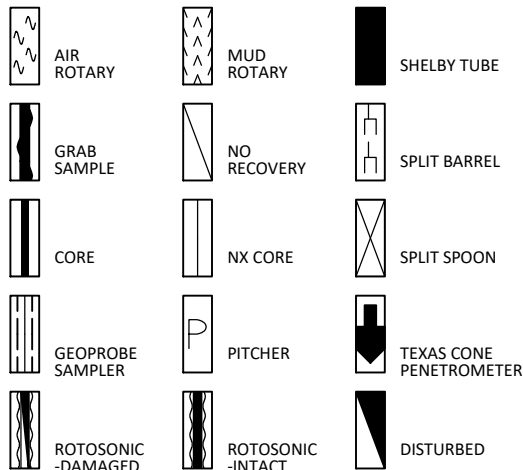 AIR
ROTARY
MUD
ROTARY
SHELBY TUBE
GRAB
SAMPLE
NO
RECOVERY
SPLIT BARREL
CORE
NX CORE
SPLIT SPOON
GEOPROBE
SAMPLER
P
PITCHER
TEXAS CONE
PENETROMETER
ROTOSONIC
-DAMAGED
ROTOSONIC
-INTACT
DISTURBED